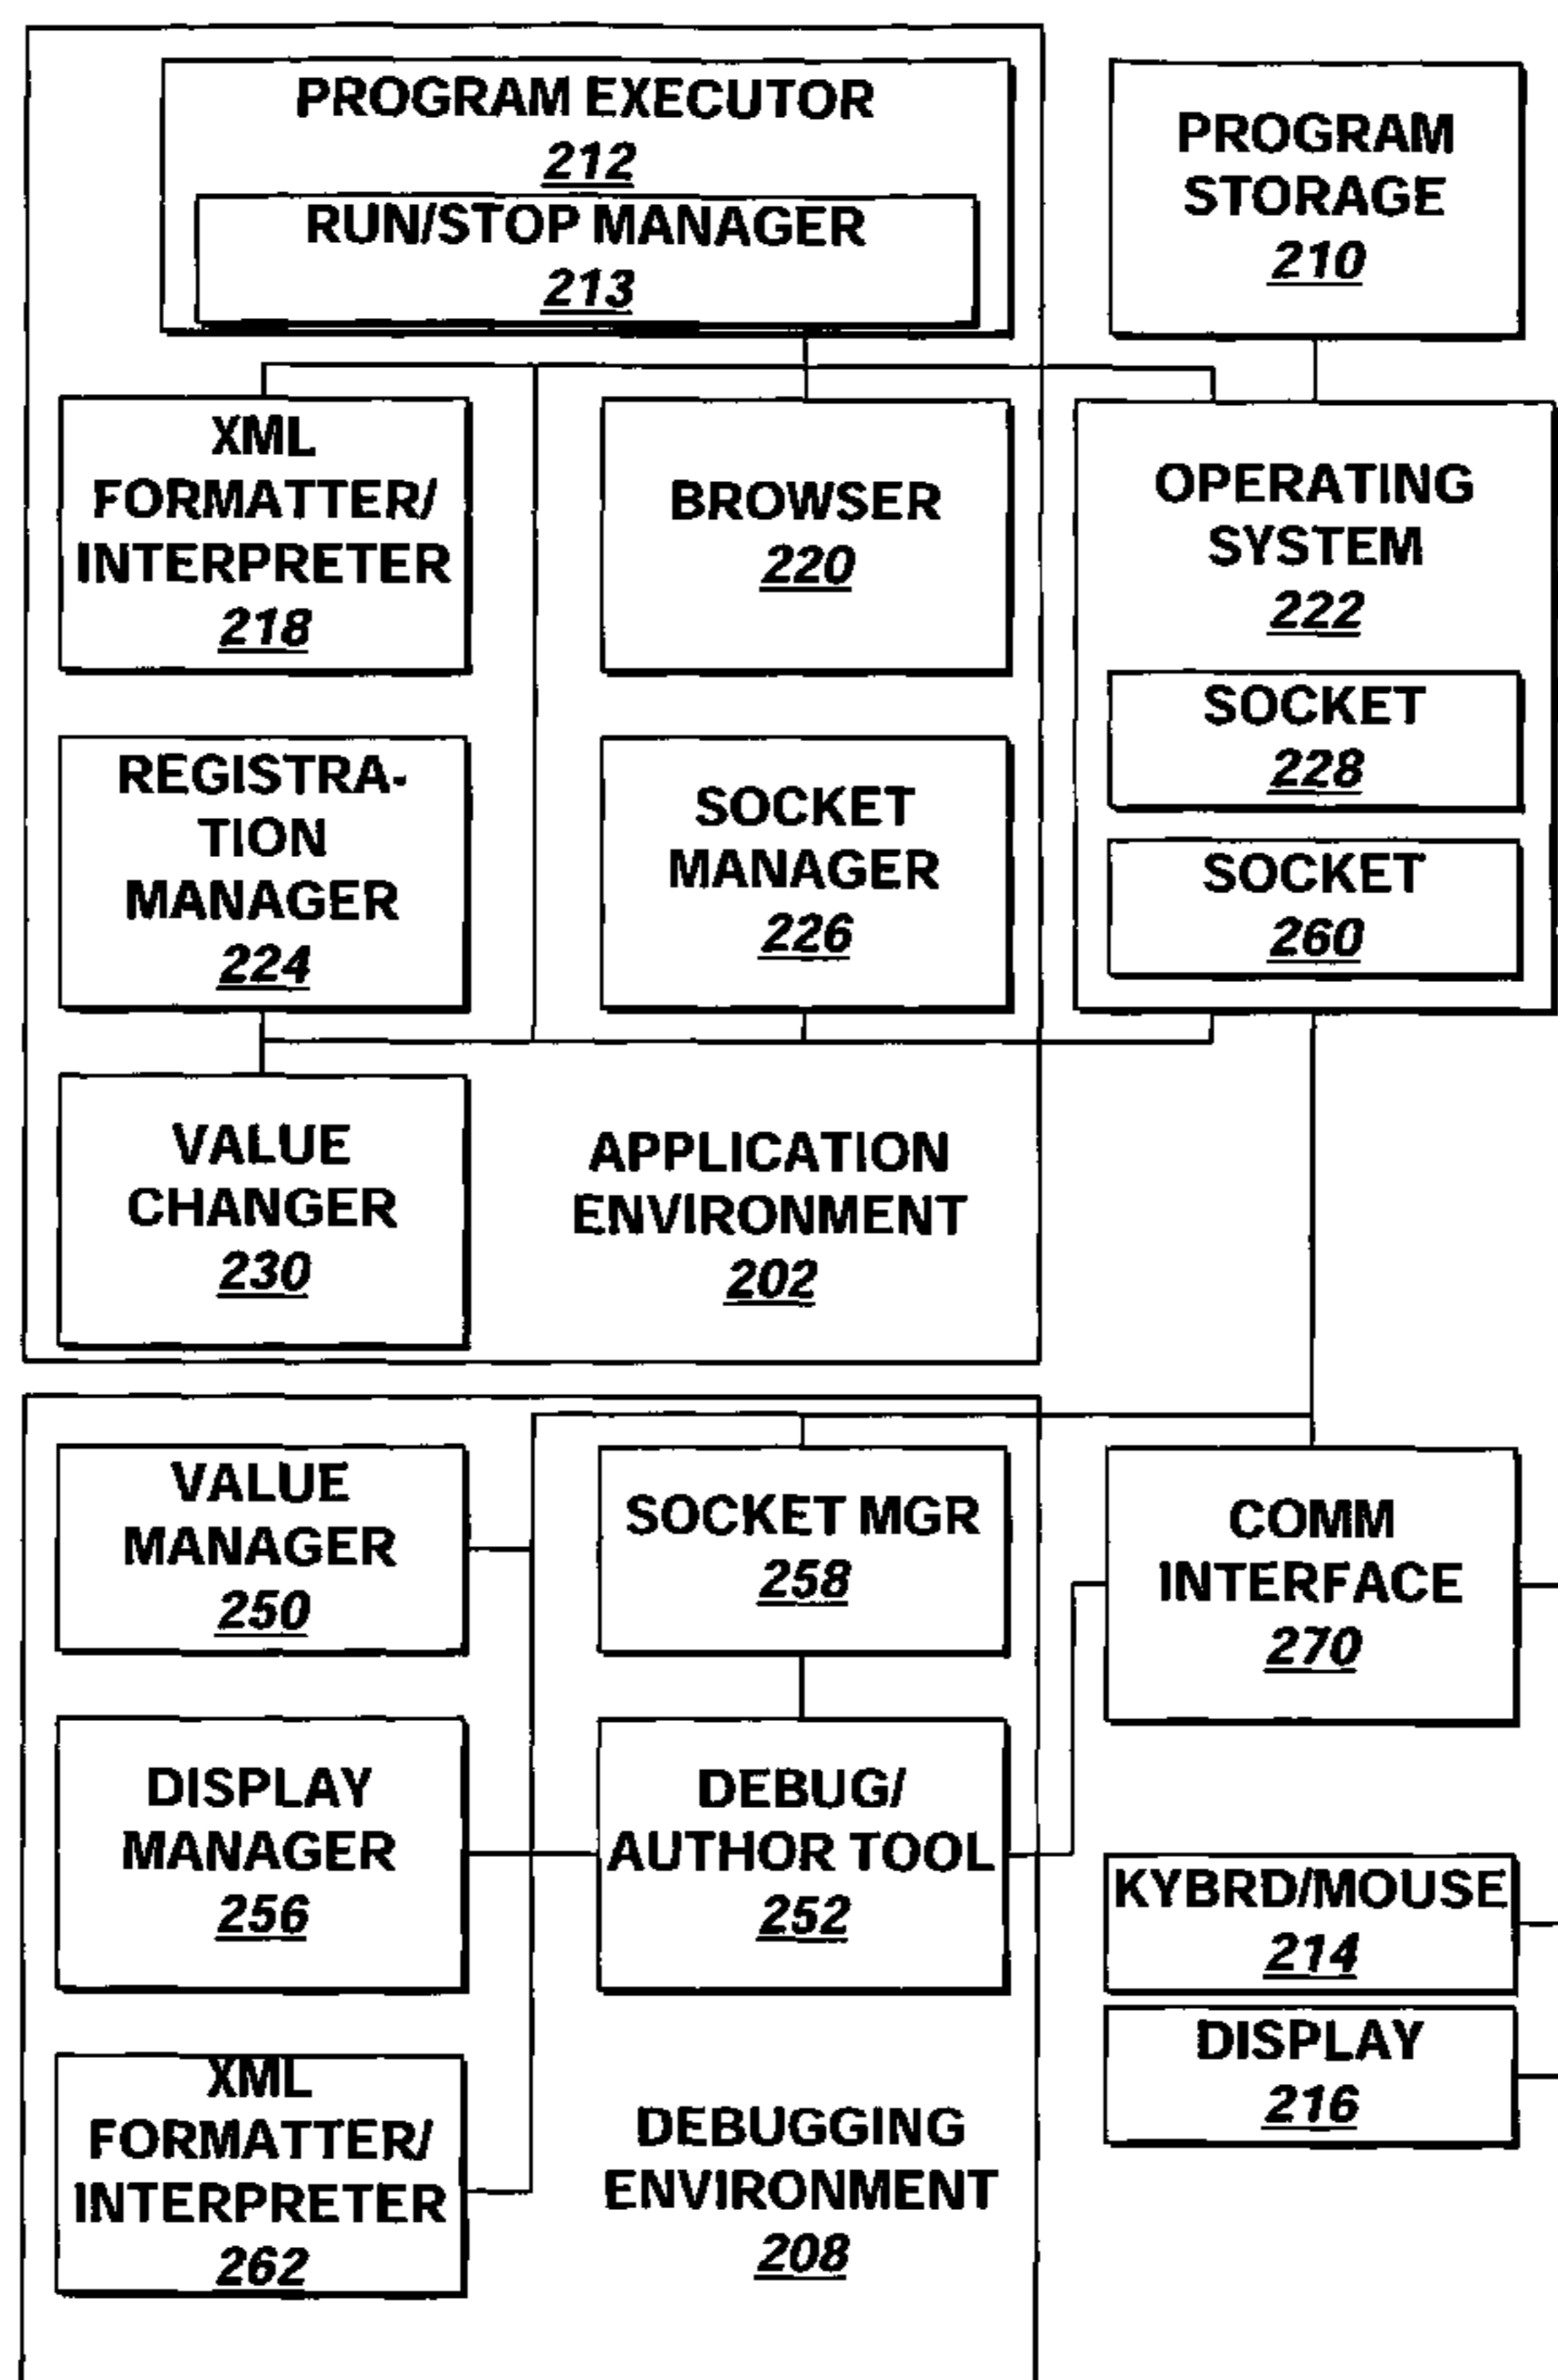 PROGRAM EXECUTOR
212
RUN/STOP MANAGER
213
PROGRAM
STORAGE
210
XML
FORMATTER/
INTERPRETER
218
BROWSER
220
OPERATING
SYSTEM
222
SOCKET
228
SOCKET
260
REGISTRA-
TION
MANAGER
224
SOCKET
MANAGER
226
VALUE
CHANGER
230
APPLICATION
ENVIRONMENT
202
VALUE
MANAGER
250
SOCKET MGR
258
COMM
INTERFACE
270
DISPLAY
MANAGER
256
DEBUG/
AUTHOR TOOL
252
KYBRD/MOUSE
214
DISPLAY
216
XML
FORMATTER/
INTERPRETER
262
DEBUGGING
ENVIRONMENT
208